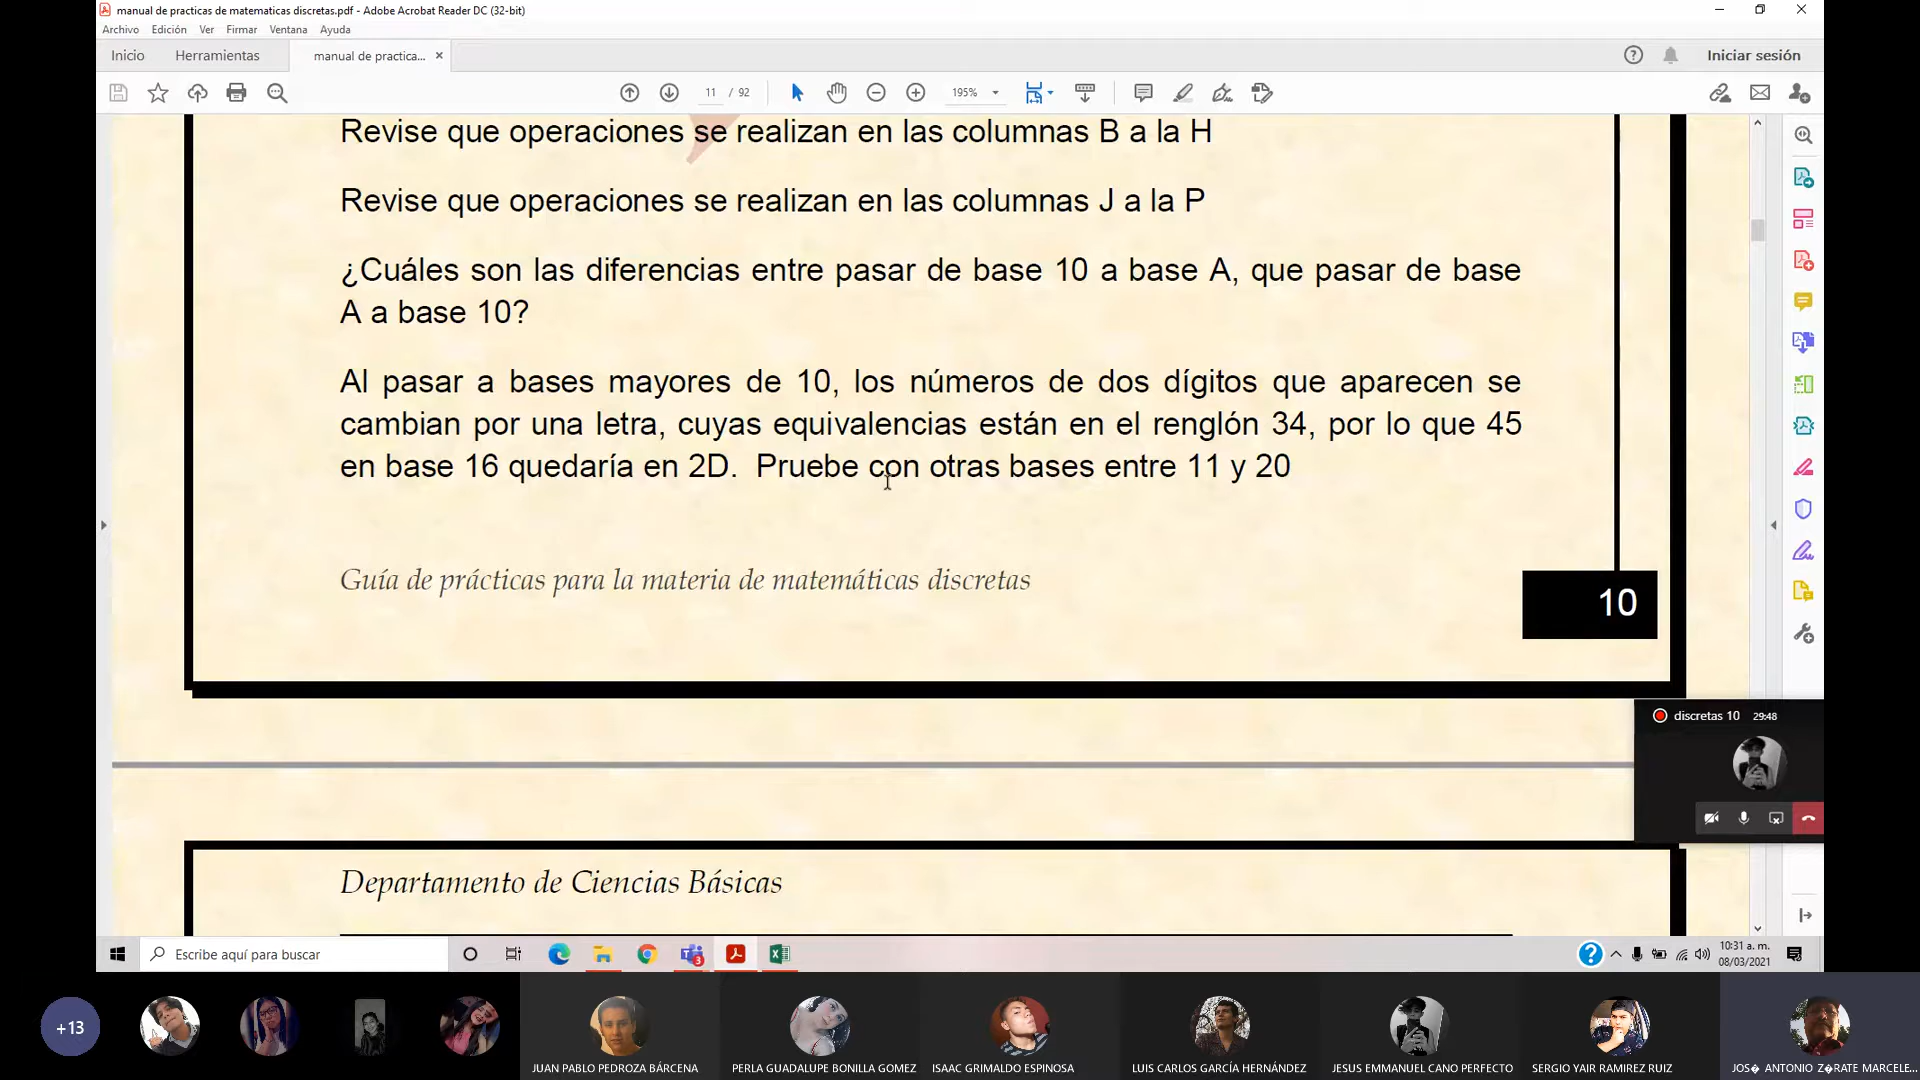 manual de practicas de matematicas discretas.pdf - Adobe Acrobat Reader DC (32-bit)
Archivo Edición Ver Firmar Ventana Ayuda
Inicio Herramientas manual de practica... × Iniciar sesión
11 / 92 195%
Revise que operaciones se realizan en las columnas B a la H
Revise que operaciones se realizan en las columnas J a la P
¿Cuáles son las diferencias entre pasar de base 10 a base A, que pasar de base
A a base 10?
Al pasar a bases mayores de 10, los números de dos dígitos que aparecen se
cambian por una letra, cuyas equivalencias están en el renglón 34, por lo que 45
en base 16 quedaría en 2D. Pruebe con otras bases entre 11 y 20
Guía de prácticas para la materia de matemáticas discretas
10
discretas 10 29:48
Departamento de Ciencias Básicas
Escribe aquí para buscar
3
10:31 a. m.
08/03/2021
+13
JUAN PABLO PEDROZA BÁRCENA
PERLA GUADALUPE BONILLA GOMEZ
ISAAC GRIMALDO ESPINOSA
LUIS CARLOS GARCÍA HERNÁNDEZ
JESUS EMMANUEL CANO PERFECTO
SERGIO YAIR RAMIREZ RUIZ
JOS� ANTONIO Z�RATE MARCELE...